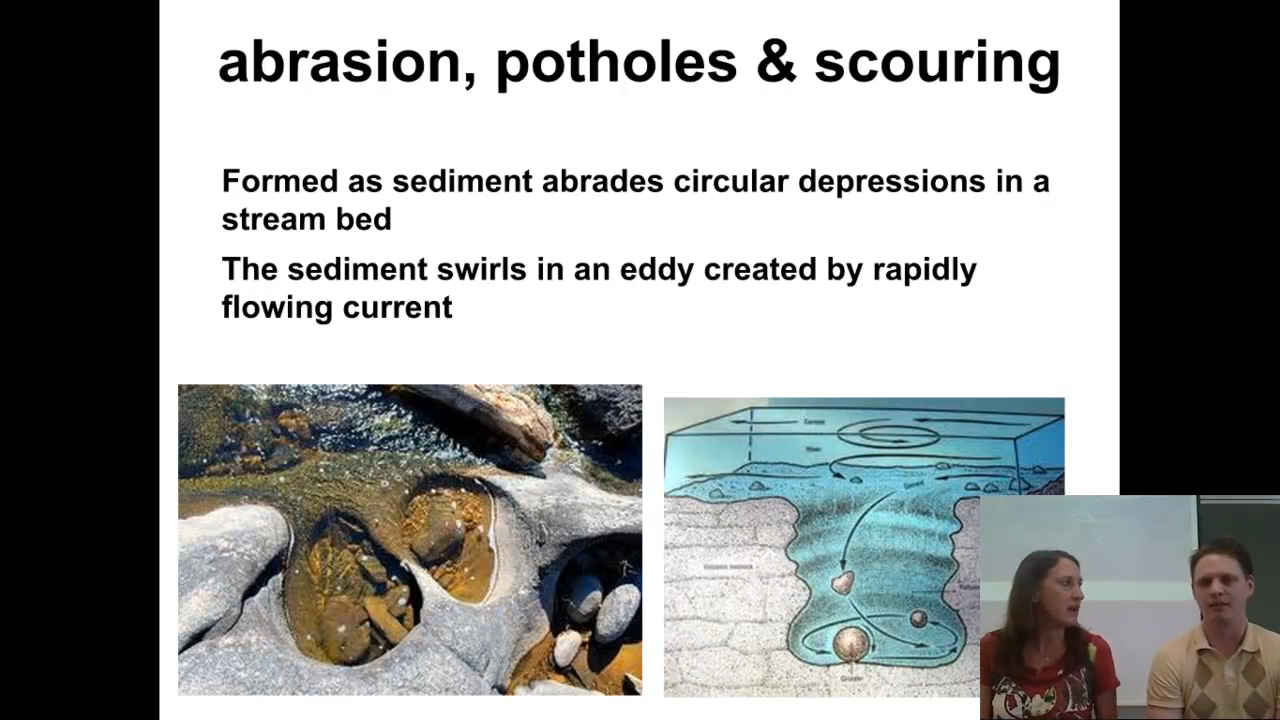 abrasion, potholes & scouring
Formed as sediment abrades circular depressions in a
stream bed
The sediment swirls in an eddy created by rapidly
flowing current